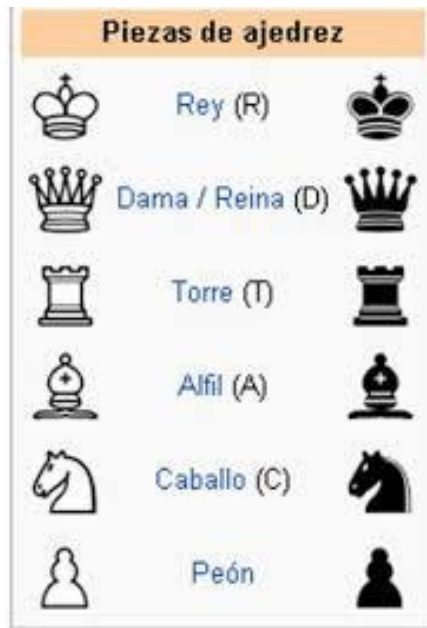 Piezas de ajedrez
Rey (R)
Dama / Reina (D)
Torre (T)
Alfil (A)
Caballo (C)
Peón